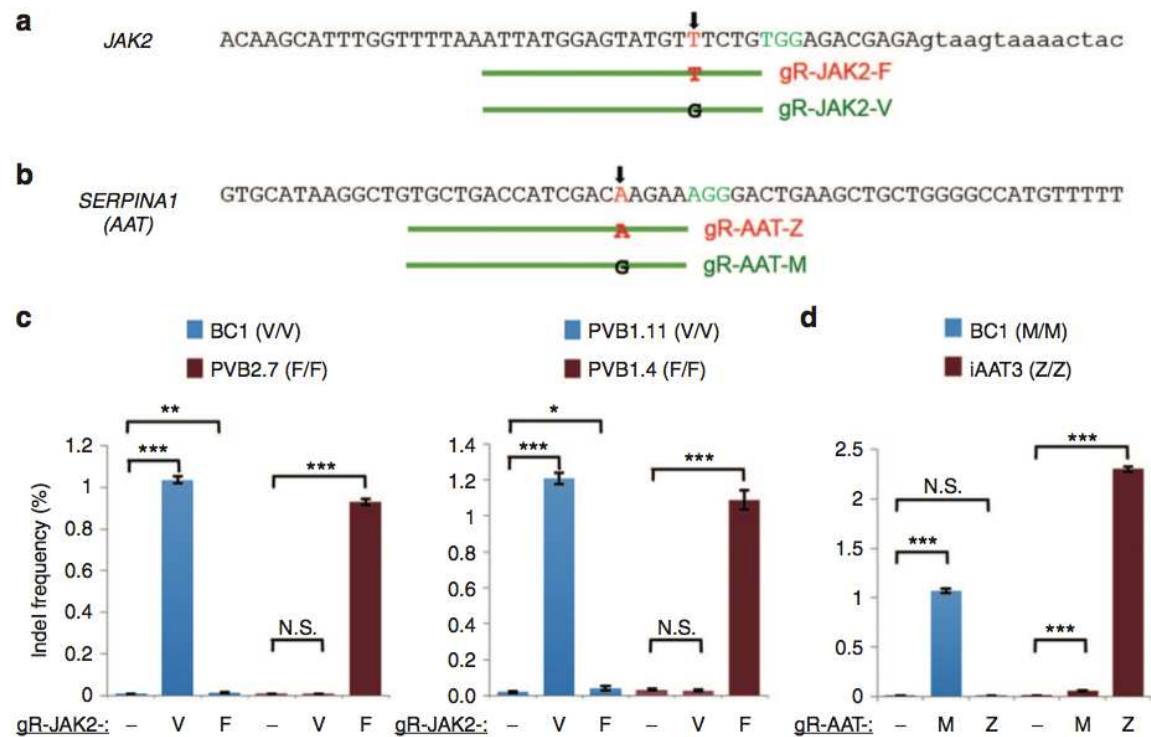 a
JAK2
ACAAGCATTTGGTTTTAAATTATGGAGTATGTTTCTGTGGAGACGAGAgtaagtaaaactac
T gR-JAK2-F
G gR-JAK2-V
b
SERPINA1
(AAT)
GTGCATAAGGCTGTGCTGACCATCGACAAGAAAGGGACTGAAGCTGCTGGGGCCATGTTTTT
A gR-AAT-Z
G gR-AAT-M
c
BC1 (V/V)
PVB2.7 (F/F)
Indel frequency (%)
1.2
1
0.8
0.6
0.4
0.2
0
**
***
***
N.S.
gR-JAK2-: – V F – V F
PVB1.11 (V/V)
PVB1.4 (F/F)
1.4
1.2
1
0.8
0.6
0.4
0.2
0.0
*
***
***
N.S.
gR-JAK2-: – V F – V F
d
BC1 (M/M)
iAAT3 (Z/Z)
2.5
2
1.5
1
0.5
0
***
N.S.
***
***
gR-AAT-: – M Z – M Z